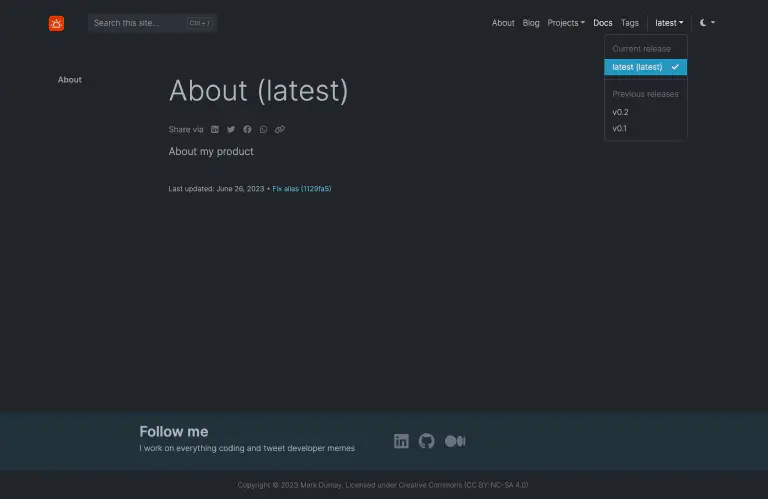 Search this site... Ctrl + /
About Blog Projects Docs Tags latest
Current release
latest (latest)
Previous releases
v0.2
v0.1
About
About (latest)
Share via
About my product
Last updated: June 26, 2023 • Fix alias (1129fa5)
Follow me
I work on everything coding and tweet developer memes
Copyright © 2023 Mark Dumay. Licensed under Creative Commons (CC BY-NC-SA 4.0)